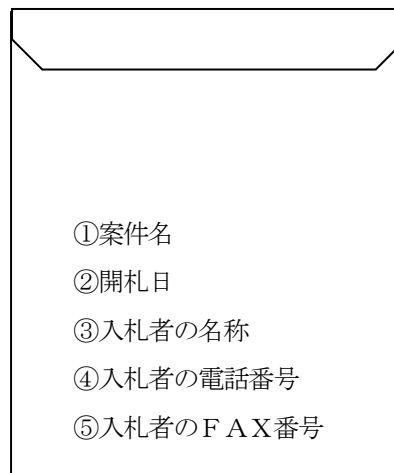 ①案件名
②開札日
③入札者の名称
④入札者の電話番号
⑤入札者のＦＡＸ番号